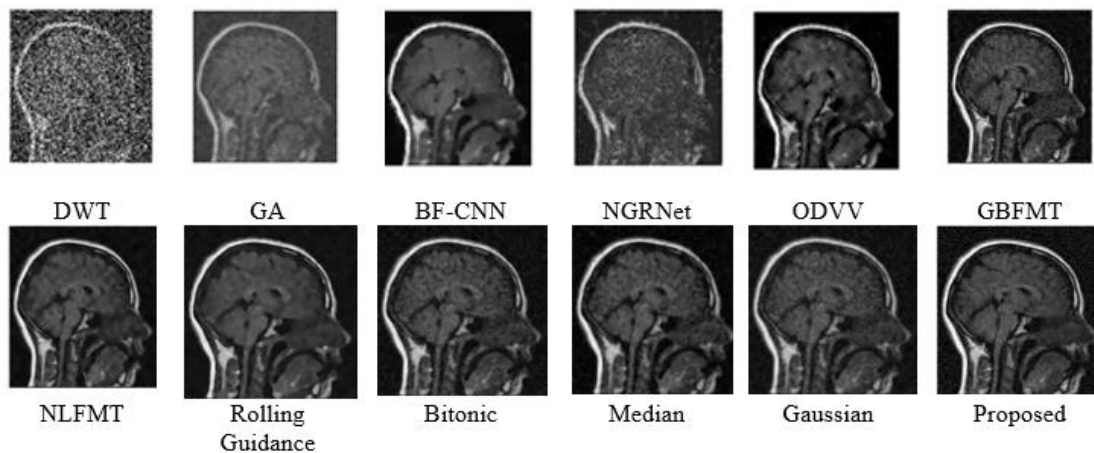 DWT GA BF-CNN NGRNet ODVV GBFMT
NLFMT Rolling Guidance Bitonic Median Gaussian Proposed